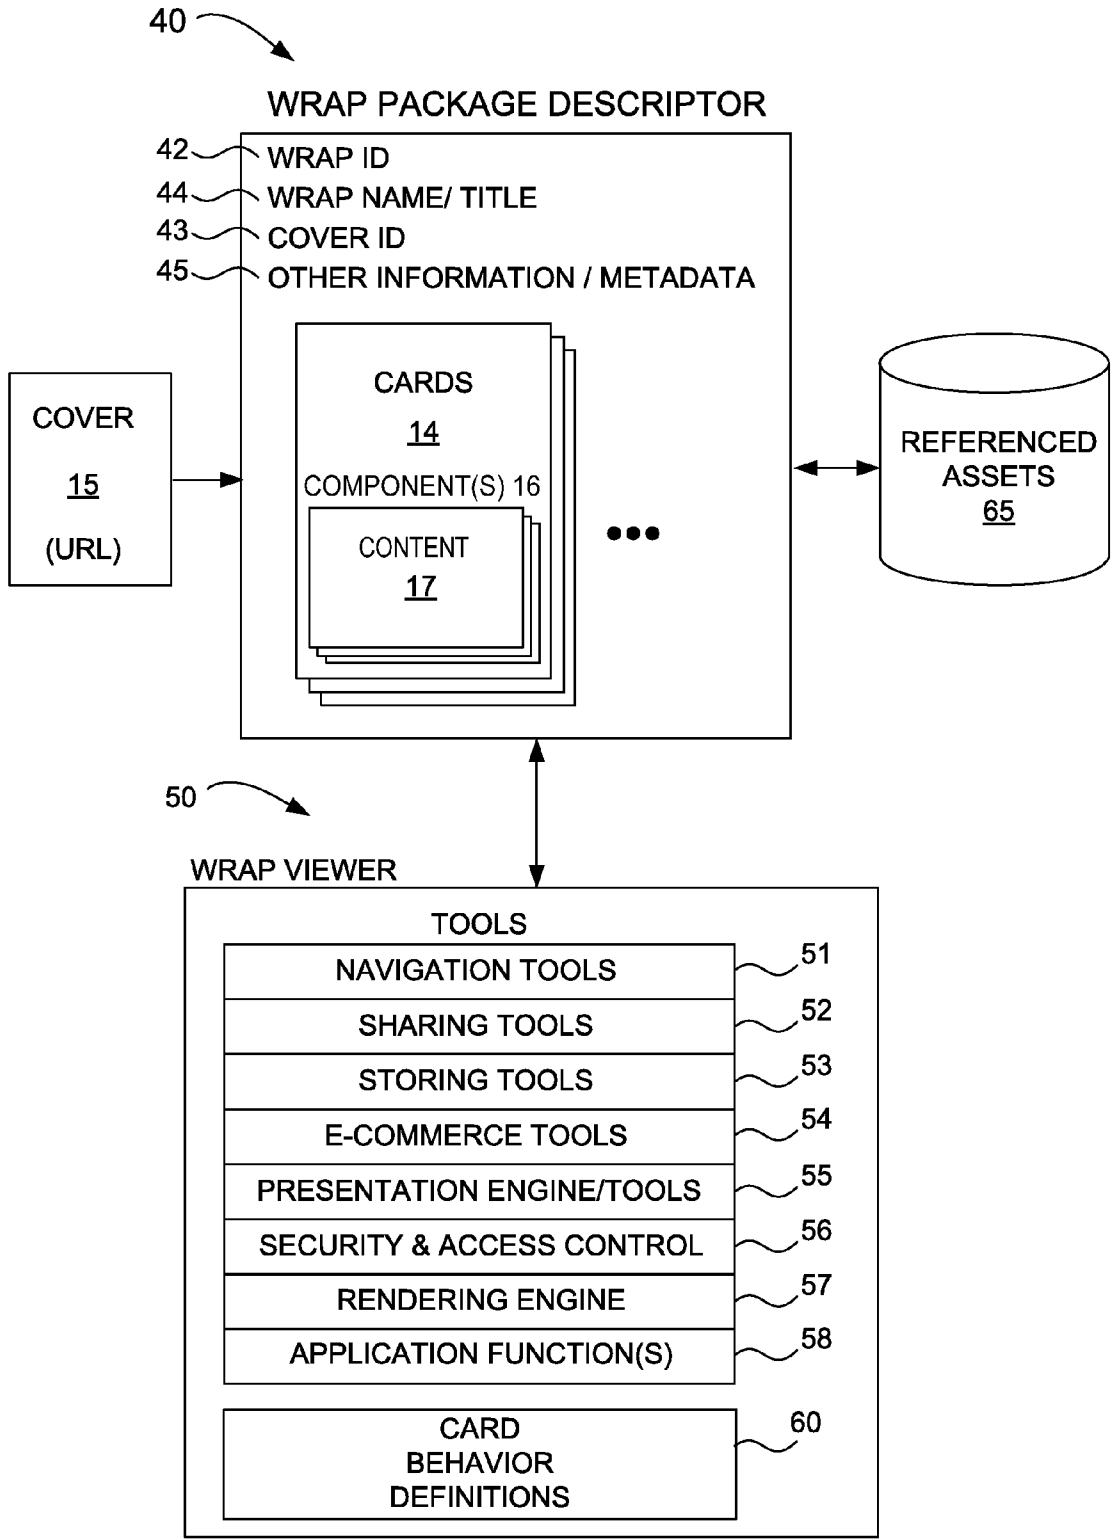 40
WRAP PACKAGE DESCRIPTOR
42 WRAP ID
44 WRAP NAME/ TITLE
43 COVER ID
45 OTHER INFORMATION / METADATA
COVER
15
(URL)
CARDS
14
COMPONENT(S) 16
CONTENT
17
REFERENCED
ASSETS
65
50
WRAP VIEWER
TOOLS
NAVIGATION TOOLS 51
SHARING TOOLS 52
STORING TOOLS 53
E-COMMERCE TOOLS 54
PRESENTATION ENGINE/TOOLS 55
SECURITY & ACCESS CONTROL 56
RENDERING ENGINE 57
APPLICATION FUNCTION(S) 58
CARD 60
BEHAVIOR
DEFINITIONS